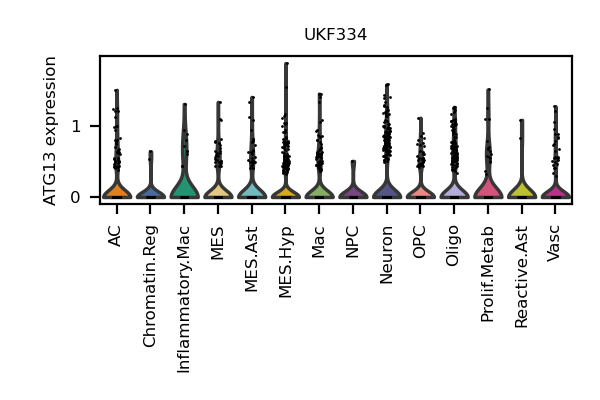 UKF334
ATG13 expression
1
0
AC
Chromatin.Reg
Inflammatory.Mac
MES
MES.Ast
MES.Hyp
Mac
NPC
Neuron
OPC
Oligo
Prolif.Metab
Reactive.Ast
Vasc